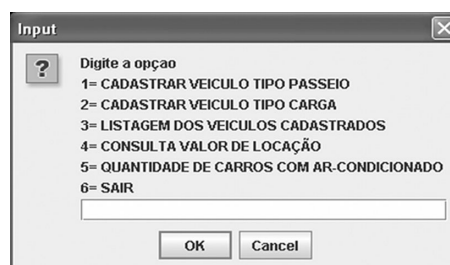 Input
?
Digite a opçao
1= CADASTRAR VEICULO TIPO PASSEIO
2= CADASTRAR VEICULO TIPO CARGA
3= LISTAGEM DOS VEICULOS CADASTRADOS
4= CONSULTA VALOR DE LOCAÇÃO
5= QUANTIDADE DE CARROS COM AR-CONDICIONADO
6= SAIR
OK Cancel